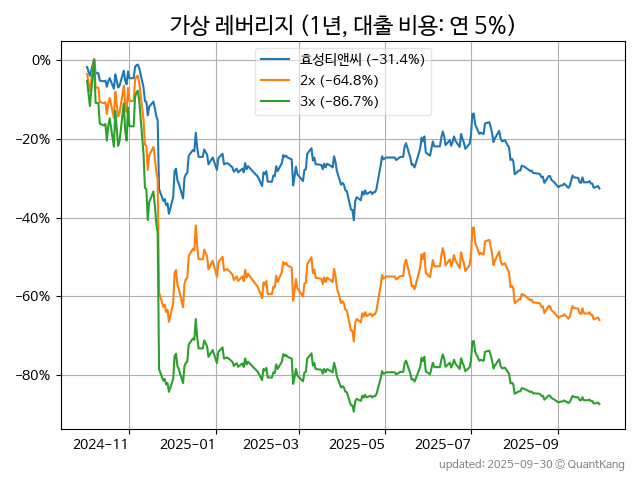 가상 레버리지 (1년, 대출 비용: 연 5%)
효성티앤씨 (−31.4%)
2x (−64.8%)
3x (−86.7%)
0%
−20%
−40%
−60%
−80%
2024-11 2025-01 2025-03 2025-05 2025-07 2025-09
updated: 2025-09-30 © QuantKang